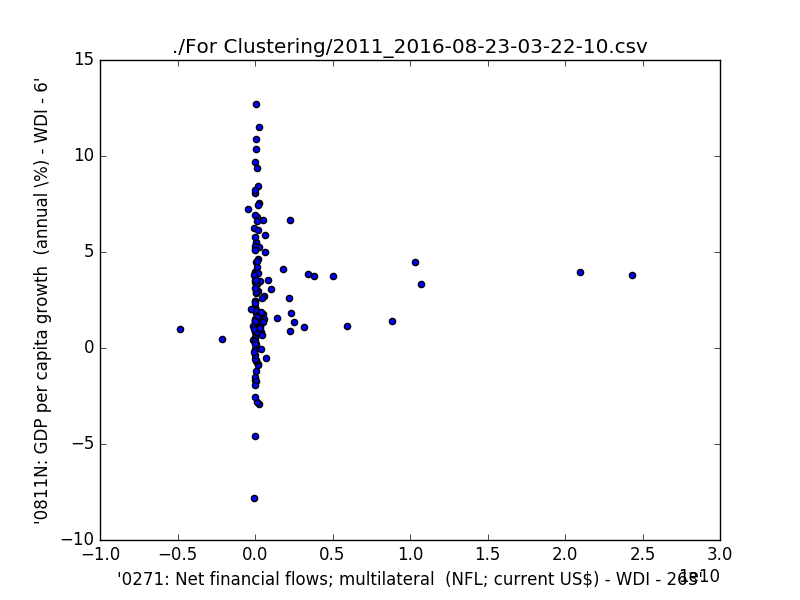 ./For Clustering/2011_2016-08-23-03-22-10.csv
15
10
5
0
−5
−10
'0811N: GDP per capita growth  (annual \%) - WDI - 6'
−1.0 −0.5 0.0 0.5 1.0 1.5 2.0 2.5 3.0
'0271: Net financial flows; multilateral  (NFL; current US$) - WDI -
1e10